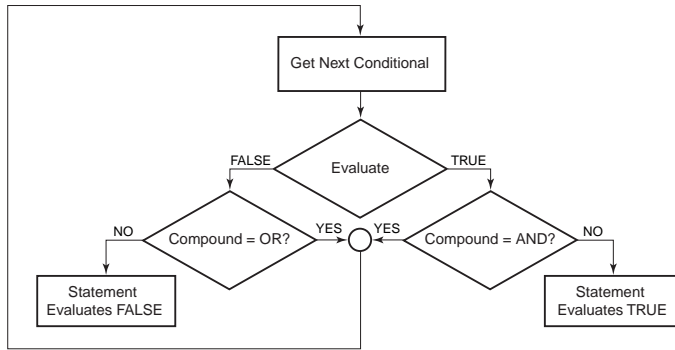 Get Next Conditional
Evaluate
FALSE
TRUE
Compound = OR?
NO
YES
YES
Compound = AND?
NO
Statement
Evaluates FALSE
Statement
Evaluates TRUE